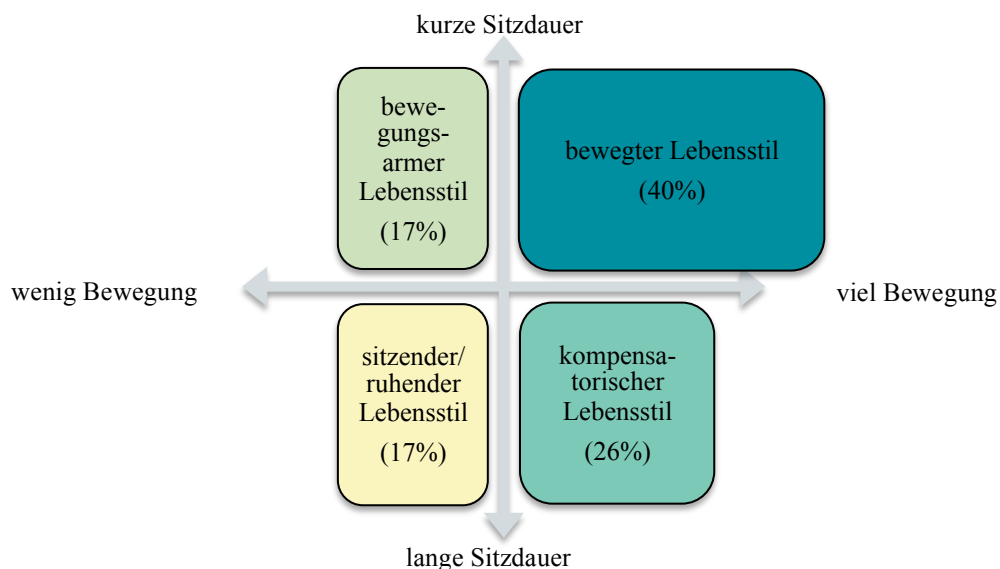 kurze Sitzdauer
bewe-
gungs-
armer
Lebensstil
(17%)
bewegter Lebensstil
(40%)
wenig Bewegung
viel Bewegung
sitzender/
ruhender
Lebensstil
(17%)
kompensa-
torischer
Lebensstil
(26%)
lange Sitzdauer